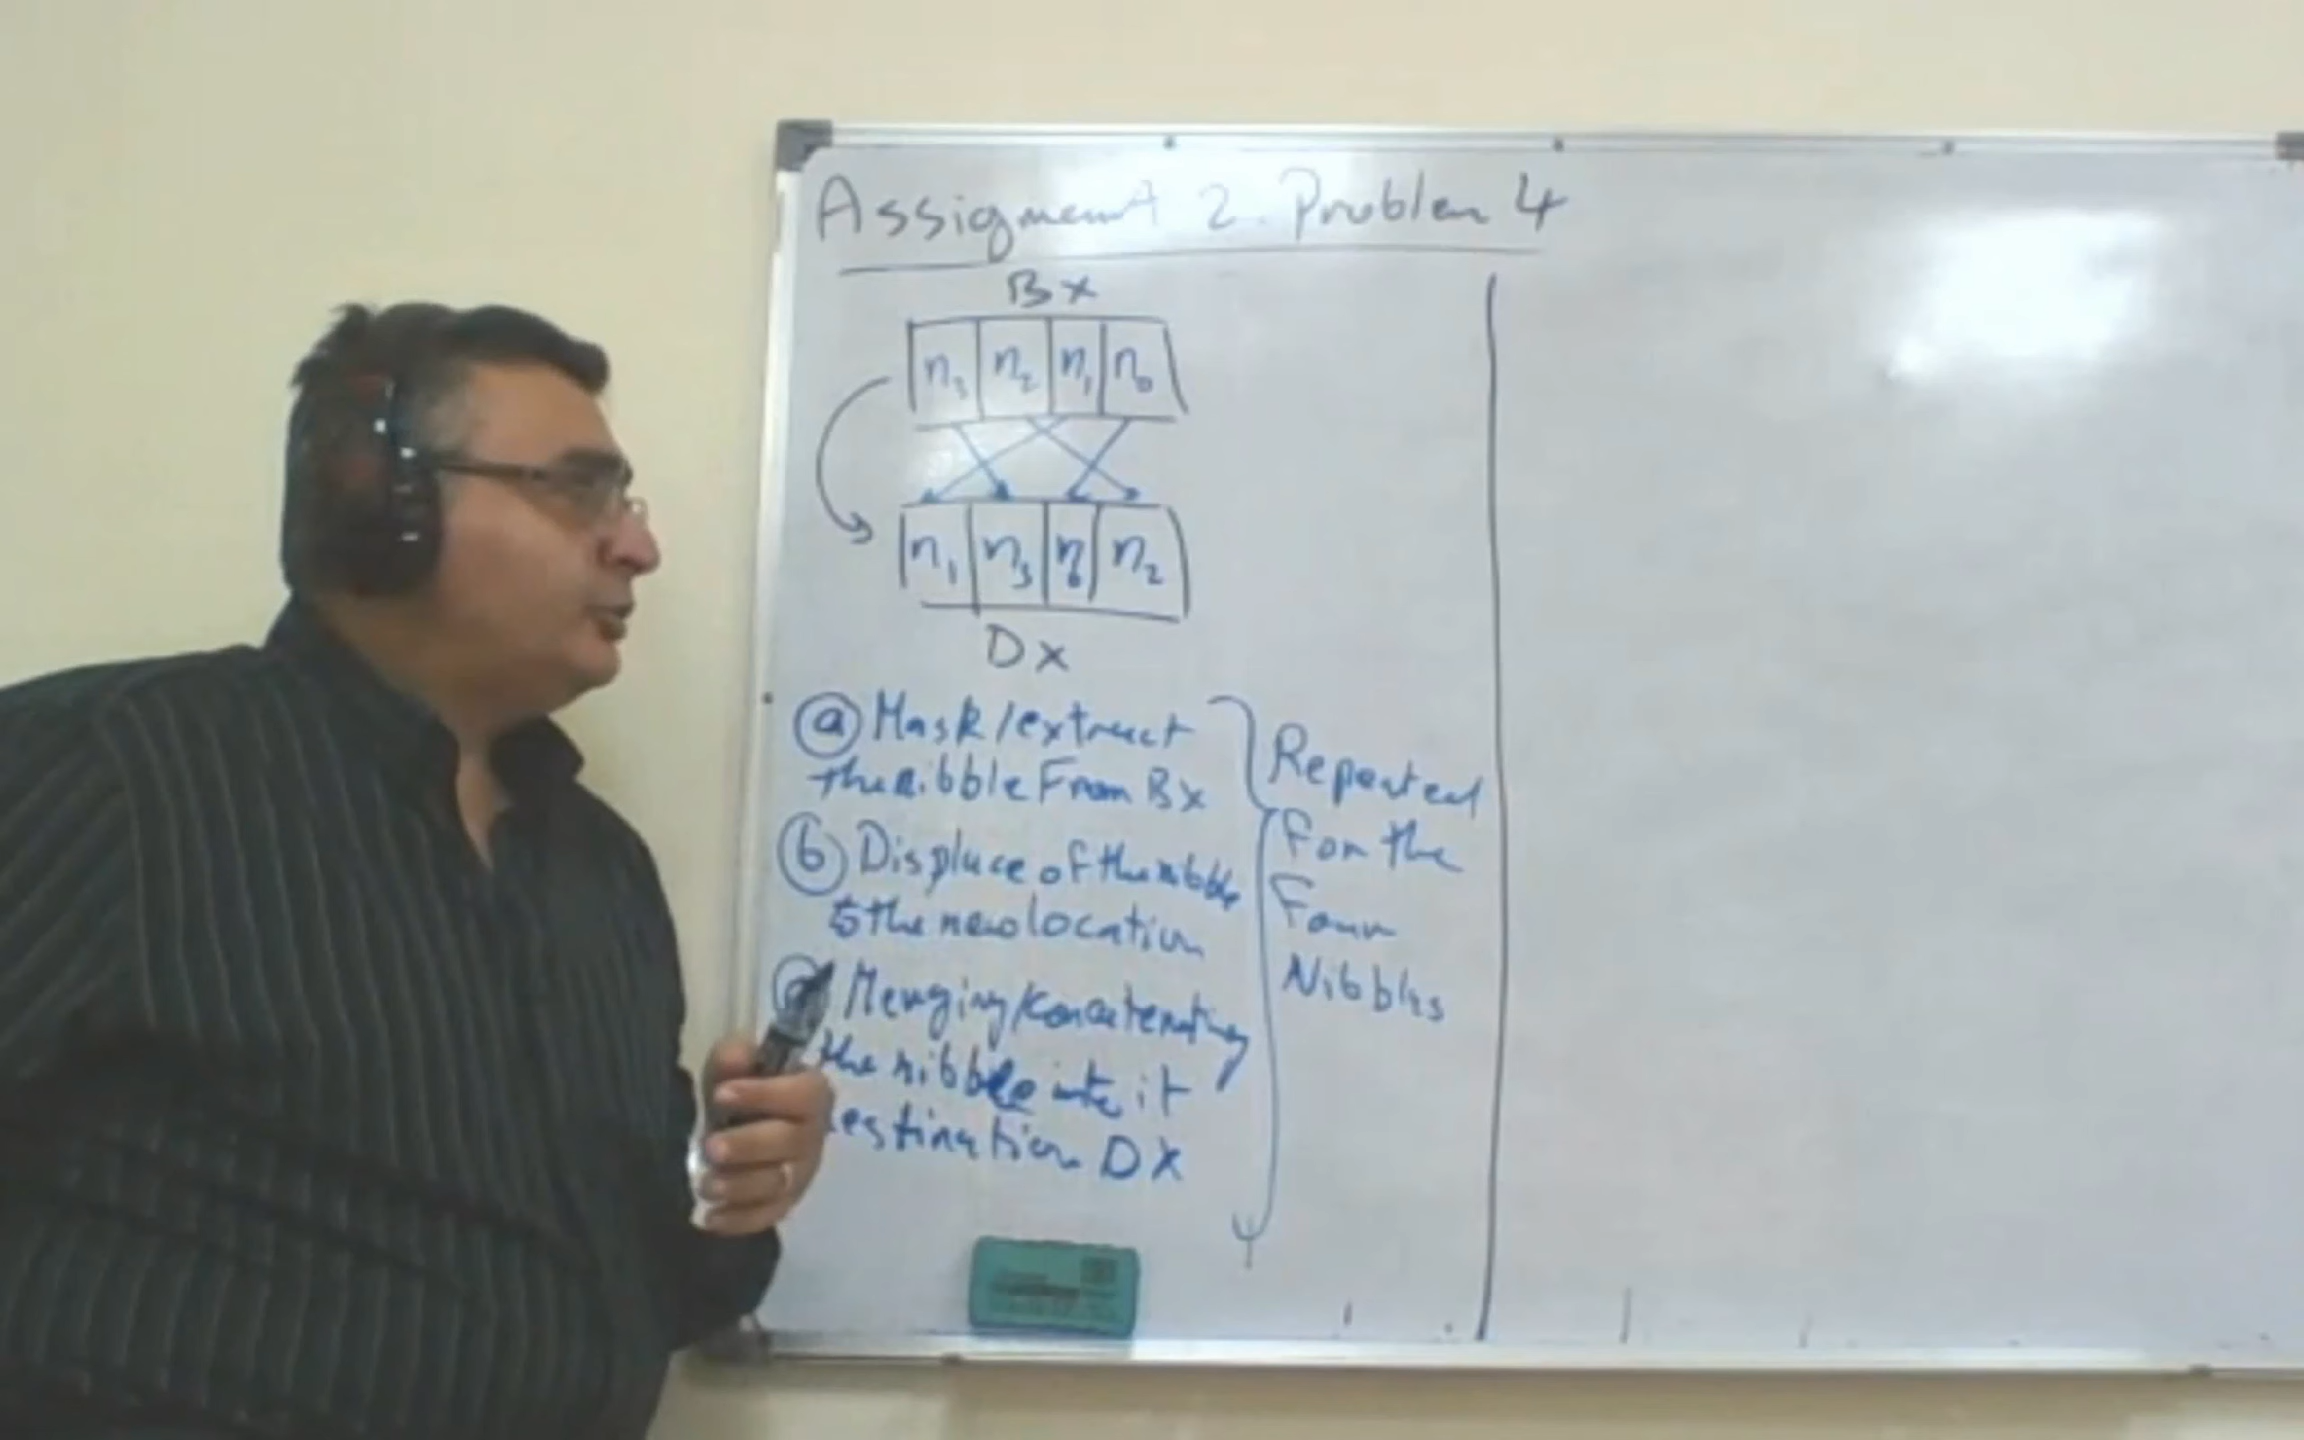 Assigment 2. Problem 4
Bx
n3 n2 n1 n0
n1 n3 n0 n2
Dx
(a) Mask/extract
the nibble From Bx
(b) Displace of the nibble
to the new location
Merging/concatenating
the nibble into it
estination DX
Repeated
For the
Four
Nibbles